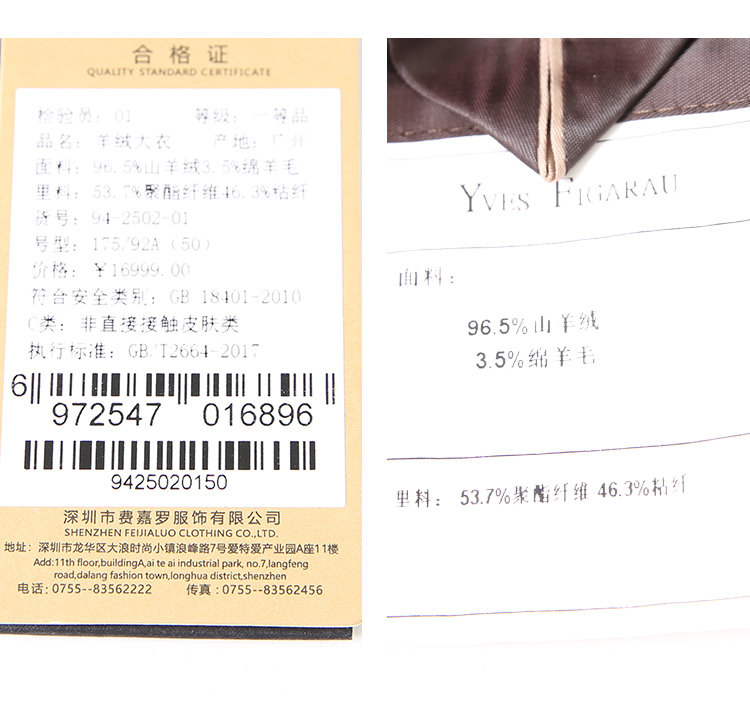 合格证
QUALITY STANDARD CERTIFICATE
检验员：01 等级：一等品
品名：羊绒大衣 产地：广州
面料：96.5%山羊绒3.5%绵羊毛
里料：53.7%聚酯纤维46.3%粘纤
货号：94-2502-01
号型：175/92A（50）
价格：￥16999.00
符合安全类别：GB 18401-2010
C类：非直接接触皮肤类
执行标准：GB/T2664-2017
6 972547 016896
9425020150
深圳市费嘉罗服饰有限公司
SHENZHEN FEIJIALUO CLOTHING CO.,LTD.
地址：深圳市龙华区大浪时尚小镇浪峰路7号爱特爱产业园A座11楼
Add:11th floor,buildingA,ai te ai industrial park, no.7,langfeng
road,dalang fashion town,longhua district,shenzhen
电话：0755--83562222 传真：0755--83562456
YVES FIGARAU
面料：
96.5%山羊绒
3.5%绵羊毛
里料：53.7%聚酯纤维 46.3%粘纤